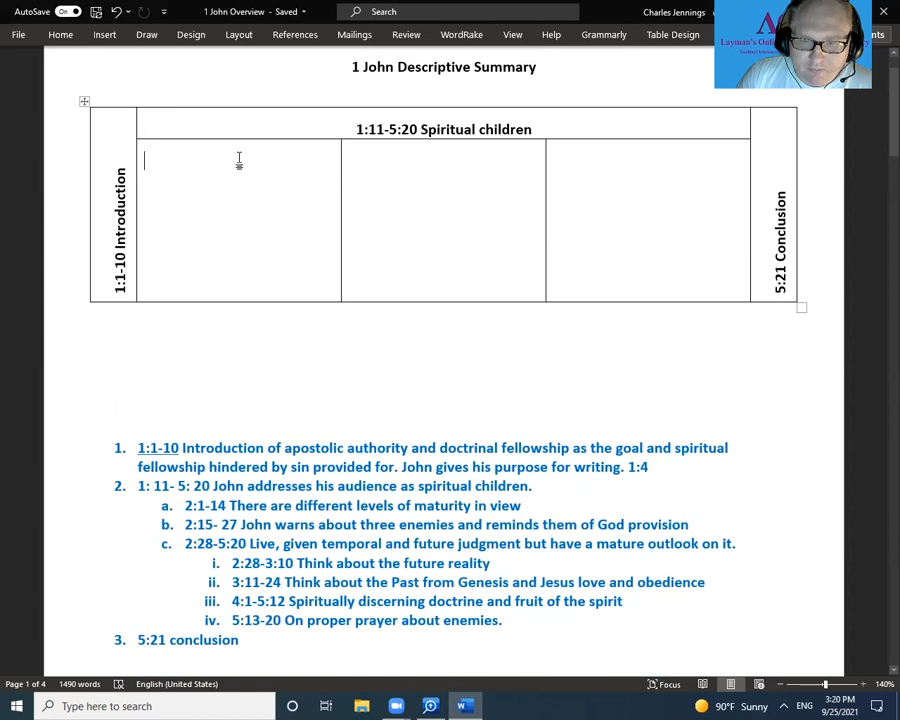 AutoSave On 1 John Overview - Saved Search Charles Jennings
File Home Insert Draw Design Layout References Mailings Review WordRake View Help Grammarly Table Design
Layman's Onl
1 John Descriptive Summary
1:11-5:20 Spiritual children
1:1-10 Introduction
5:21 Conclusion
1. 1:1-10 Introduction of apostolic authority and doctrinal fellowship as the goal and spiritual
fellowship hindered by sin provided for. John gives his purpose for writing. 1:4
2. 1: 11- 5: 20 John addresses his audience as spiritual children.
a. 2:1-14 There are different levels of maturity in view
b. 2:15- 27 John warns about three enemies and reminds them of God provision
c. 2:28-5:20 Live, given temporal and future judgment but have a mature outlook on it.
i. 2:28-3:10 Think about the future reality
ii. 3:11-24 Think about the Past from Genesis and Jesus love and obedience
iii. 4:1-5:12 Spiritually discerning doctrine and fruit of the spirit
iv. 5:13-20 On proper prayer about enemies.
3. 5:21 conclusion
Page 1 of 4 1490 words English (United States) Focus 140%
Type here to search 90°F Sunny ENG 3:20 PM
9/25/2021